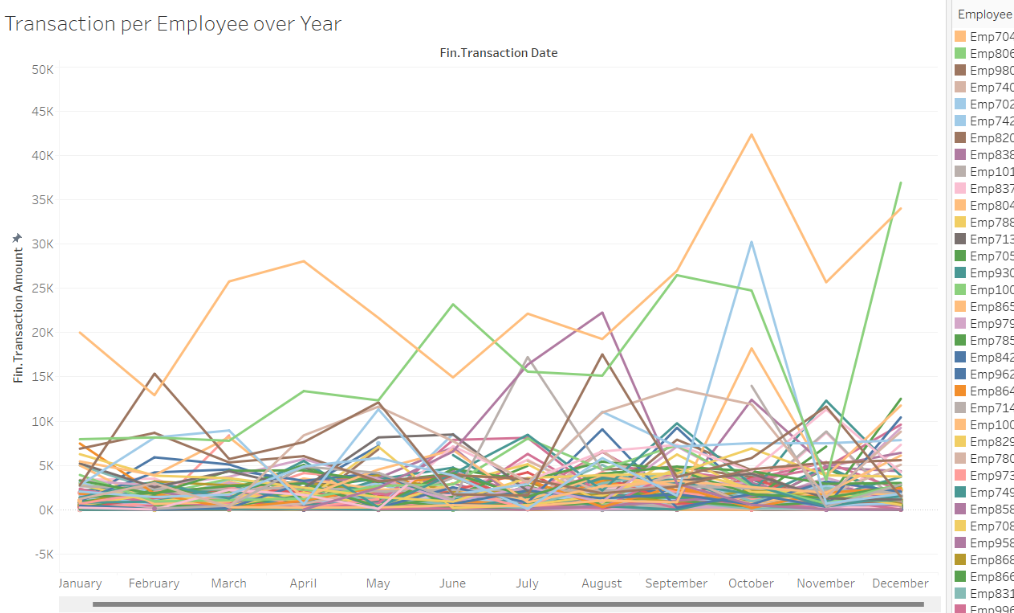 Transaction per Employee over Year
Fin.Transaction Date
Fin.Transaction Amount
50K
45K
40K
35K
30K
25K
20K
15K
10K
5K
0K
-5K
January February March April May June July August September October November December
Employee
Emp704
Emp806
Emp980
Emp740
Emp702
Emp742
Emp820
Emp838
Emp101
Emp837
Emp804
Emp788
Emp713
Emp705
Emp930
Emp100
Emp865
Emp979
Emp785
Emp842
Emp962
Emp864
Emp714
Emp100
Emp825
Emp973
Emp745
Emp858
Emp708
Emp958
Emp868
Emp866
Emp831
Emp996